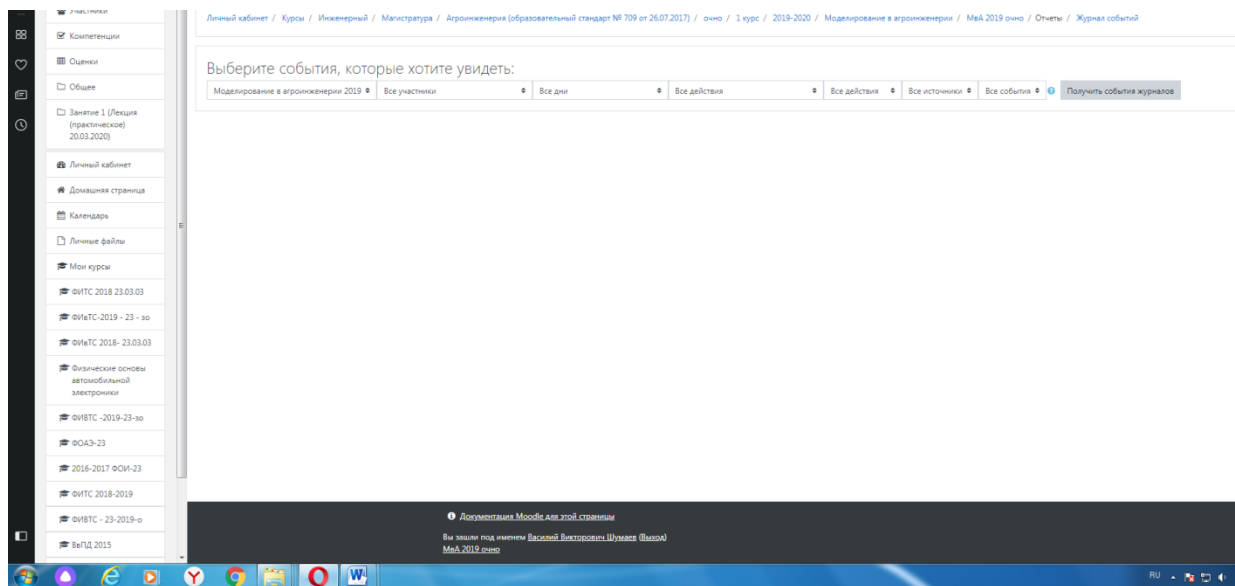 Участники
Компетенции
Оценки
Общее
Занятие 1 (Лекция
(практическое)
20.03.2020)
Личный кабинет
Домашняя страница
Календарь
Личные файлы
Мои курсы
ФИТС 2018 23.03.03
ФИвТС-2019 - 23 - зо
ФИвТС 2018- 23.03.03
Физические основы
автомобильной
электроники
ФИВТС -2019-23-зо
ФОАЭ-23
2016-2017 ФОИ-23
ФИТС 2018-2019
ФИВТС - 23-2019-о
ВвПД 2015
Личный кабинет / Курсы / Инженерный / Магистратура / Агроинженерия (образовательный стандарт № 709 от 26.07.2017) / очно / 1 курс / 2019-2020 / Моделирование в агроинженерии / МвА 2019 очно / Отчеты / Журнал событий
Выберите события, которые хотите увидеть:
Моделирование в агроинженерии 2019 Все участники Все дни Все действия Все действия Все источники Все события Получить события журналов
Документация Moodle для этой страницы
Вы зашли под именем Василий Викторович Шумаев (Выход)
МвА 2019 очно
RU